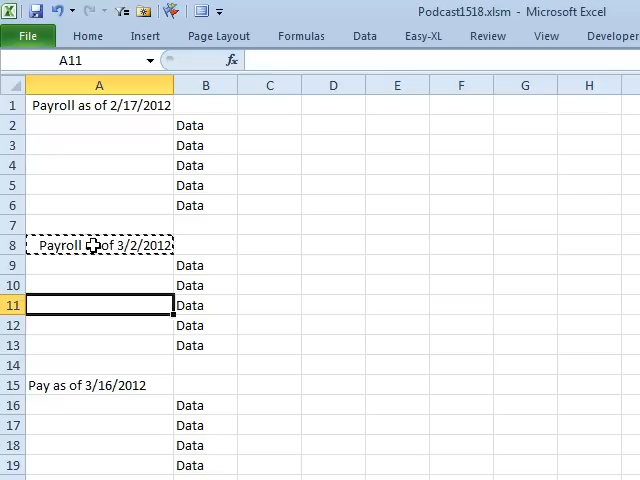 Podcast1518.xlsm - Microsoft Excel
File Home Insert Page Layout Formulas Data Easy-XL Review View Developer
A11 fx
A B C D E F G H
1 Payroll as of 2/17/2012
2 Data
3 Data
4 Data
5 Data
6 Data
7
8 Payroll of 3/2/2012
9 Data
10 Data
11 Data
12 Data
13 Data
14
15 Pay as of 3/16/2012
16 Data
17 Data
18 Data
19 Data